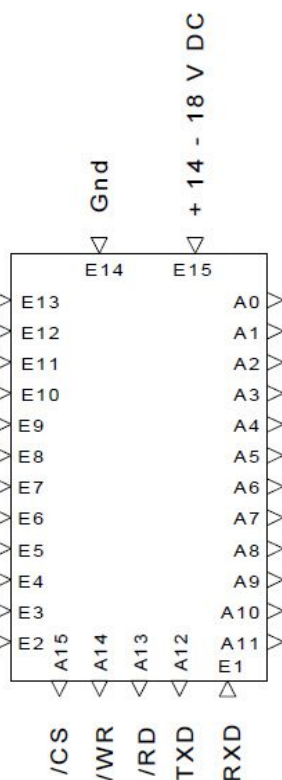 Gnd
+ 14 - 18 V DC
E14 E15
E13 A0
E12 A1
E11 A2
E10 A3
E9 A4
E8 A5
E7 A6
E6 A7
E5 A8
E4 A9
E3 A10
E2 A11
A15 A14 A13 A12 E1
/CS
/WR
/RD
TXD
RXD